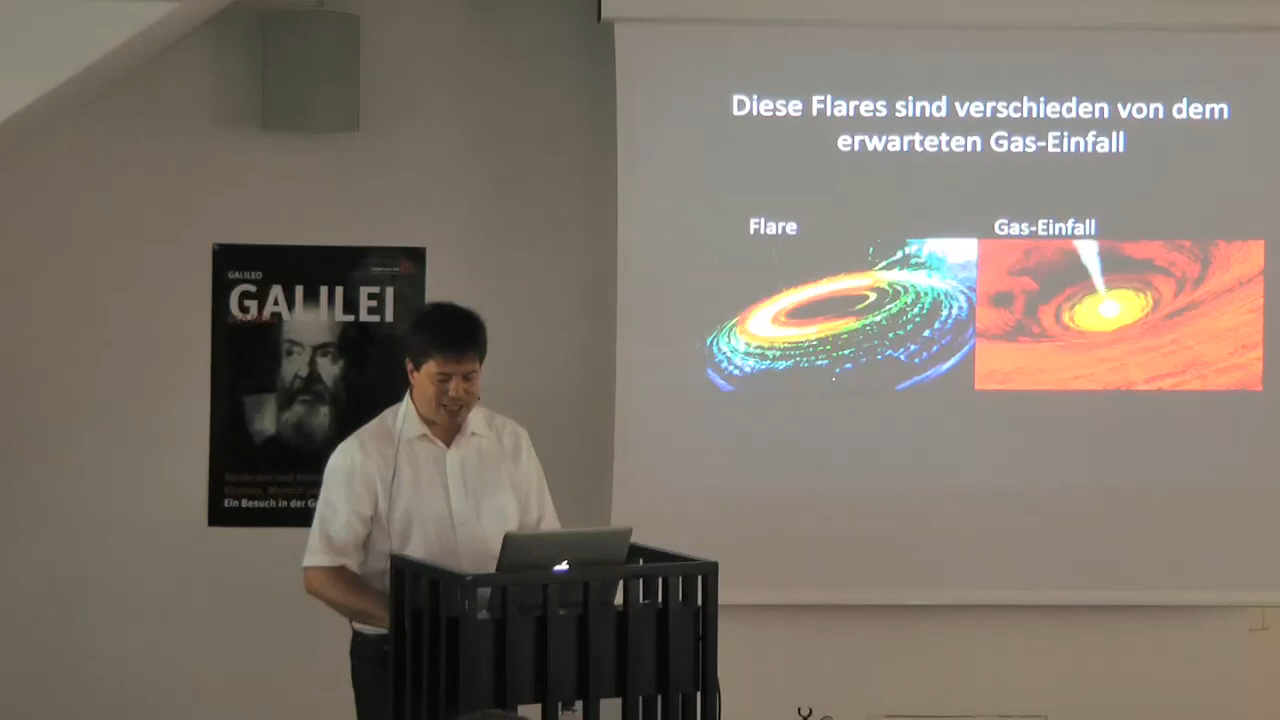 Diese Flares sind verschieden von dem
erwarteten Gas-Einfall
Flare
Gas-Einfall
GALILEO
GALILEI
Ein Besuch in der